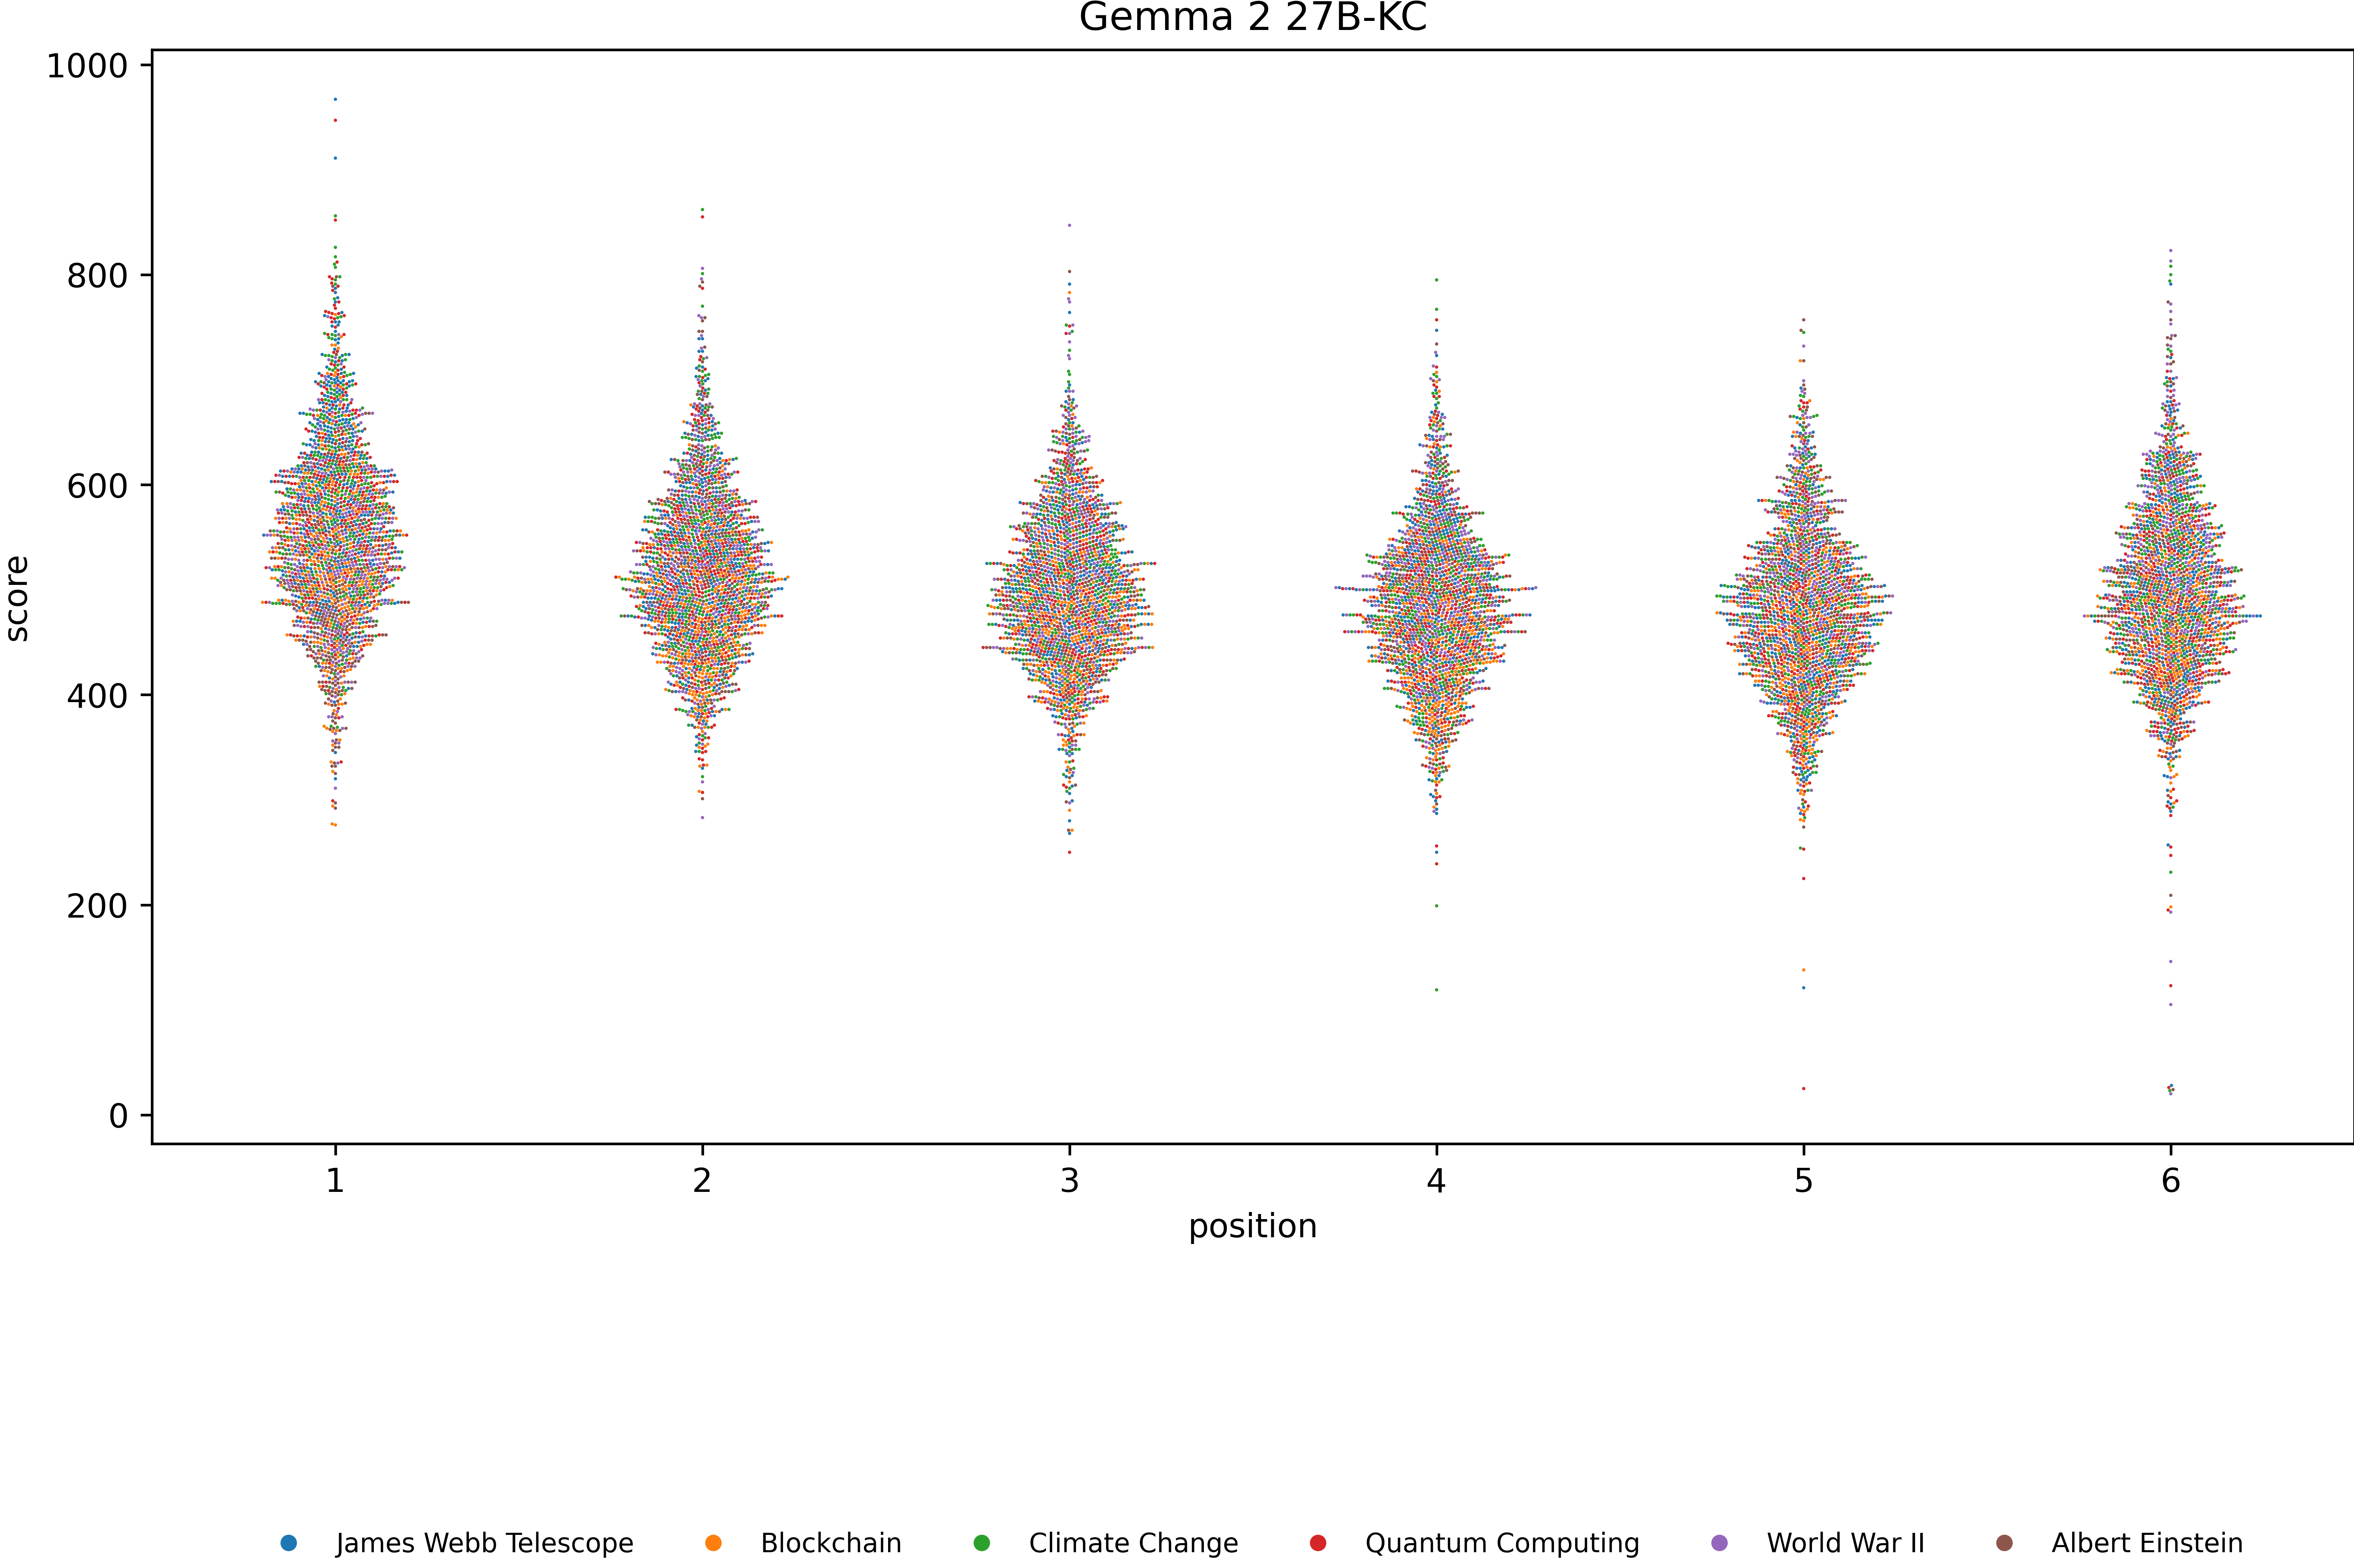 Gemma 2 27B-KC
1000
800
600
400
200
0
score
1 2 3 4 5 6
position
James Webb Telescope Blockchain Climate Change Quantum Computing World War II Albert Einstein